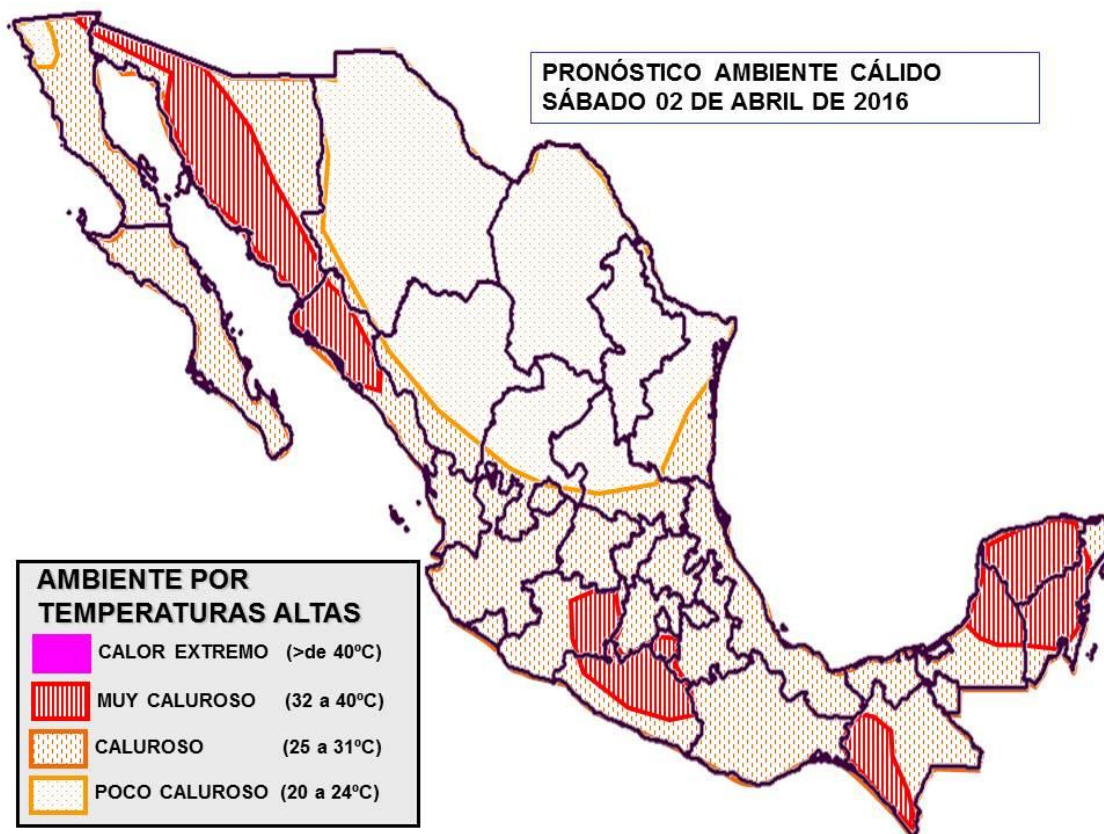 PRONÓSTICO AMBIENTE CÁLIDO
SÁBADO 02 DE ABRIL DE 2016
AMBIENTE POR
TEMPERATURAS ALTAS
CALOR EXTREMO (>de 40ºC)
MUY CALUROSO (32 a 40ºC)
CALUROSO (25 a 31ºC)
POCO CALUROSO (20 a 24ºC)